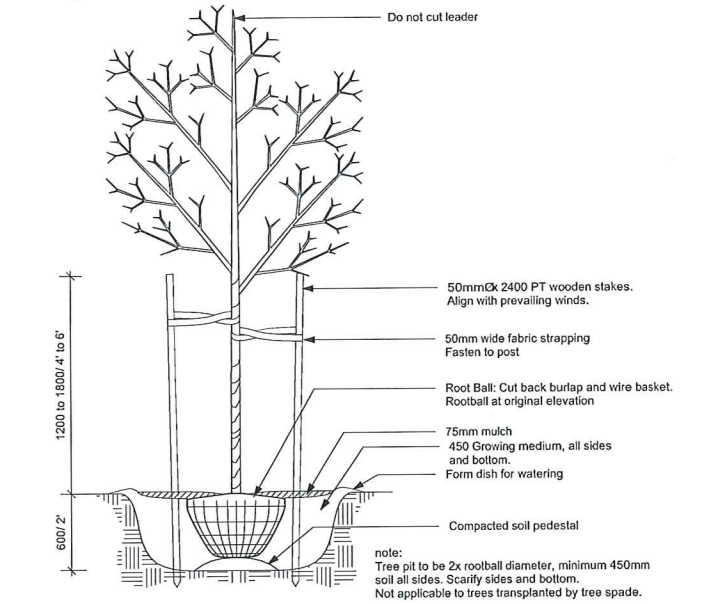 Do not cut leader
50mmØx 2400 PT wooden stakes.
Align with prevailing winds.
50mm wide fabric strapping
Fasten to post
1200 to 1800/ 4' to 6'
Root Ball: Cut back burlap and wire basket.
Rootball at original elevation
75mm mulch
450 Growing medium, all sides
and bottom.
Form dish for watering
600/ 2'
Compacted soil pedestal
note:
Tree pit to be 2x rootball diameter, minimum 450mm
soil all sides. Scarify sides and bottom.
Not applicable to trees transplanted by tree spade.